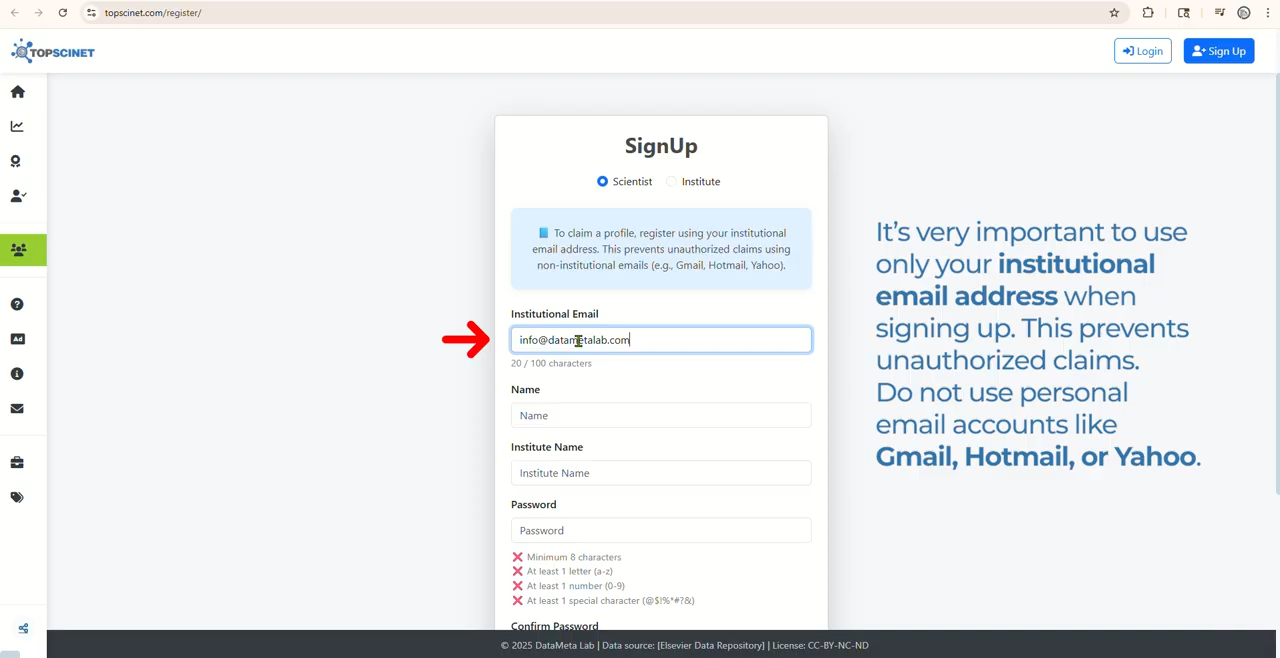 topscinet.com/register/
TOPSCINET
Login
Sign Up
SignUp
Scientist
Institute
To claim a profile, register using your institutional
email address. This prevents unauthorized claims using
non-institutional emails (e.g., Gmail, Hotmail, Yahoo).
Institutional Email
info@datametalab.com
20 / 100 characters
Name
Name
Institute Name
Institute Name
Password
Password
Minimum 8 characters
At least 1 letter (a-z)
At least 1 number (0-9)
At least 1 special character (@$!%*#?&)
Confirm Password
It’s very important to use
only your institutional
email address when
signing up. This prevents
unauthorized claims.
Do not use personal
email accounts like
Gmail, Hotmail, or Yahoo.
Ad
© 2025 DataMeta Lab | Data source: [Elsevier Data Repository] | License: CC-BY-NC-ND